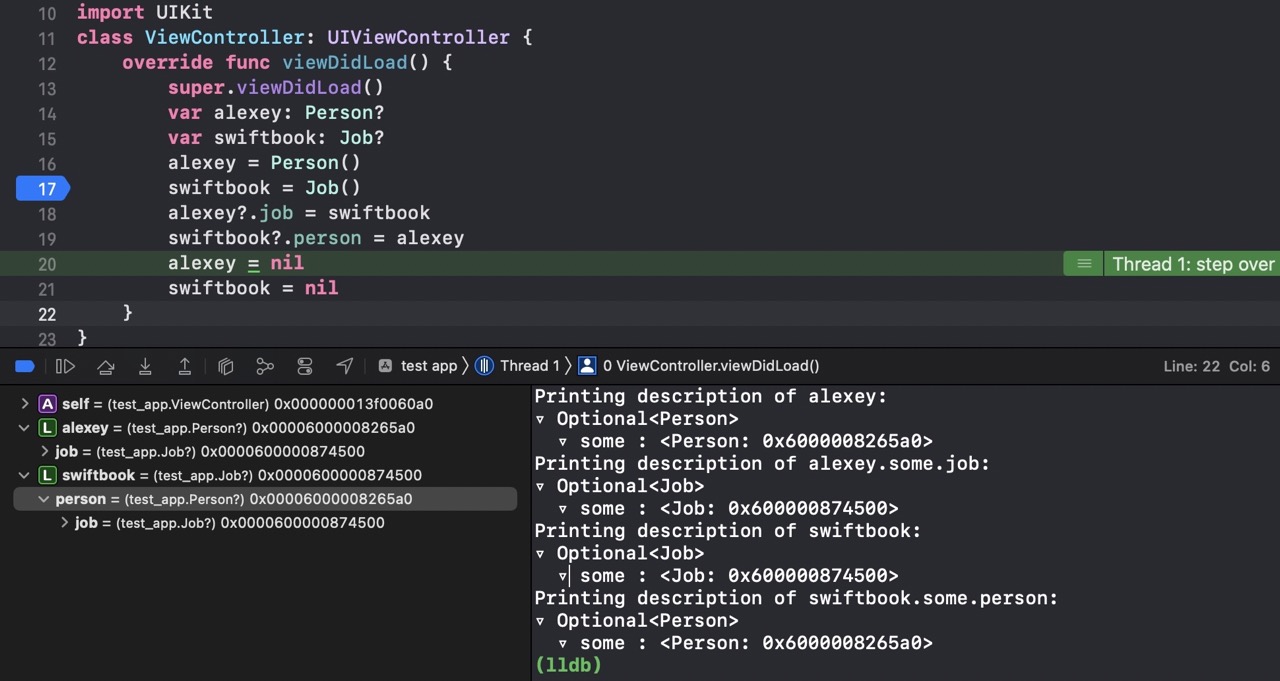 10 import UIKit
11 class ViewController: UIViewController {
12 override func viewDidLoad() {
13 super.viewDidLoad()
14 var alexey: Person?
15 var swiftbook: Job?
16 alexey = Person()
17 swiftbook = Job()
18 alexey?.job = swiftbook
19 swiftbook?.person = alexey
20 alexey = nil Thread 1: step over
21 swiftbook = nil
22 }
23 }
test app Thread 1 0 ViewController.viewDidLoad() Line: 22 Col: 6
A self = (test_app.ViewController) 0x000000013f0060a0
L alexey = (test_app.Person?) 0x00006000008265a0
job = (test_app.Job?) 0x0000600000874500
L swiftbook = (test_app.Job?) 0x0000600000874500
person = (test_app.Person?) 0x00006000008265a0
job = (test_app.Job?) 0x0000600000874500
Printing description of alexey:
▿ Optional<Person>
▿ some : <Person: 0x6000008265a0>
Printing description of alexey.some.job:
▿ Optional<Job>
▿ some : <Job: 0x600000874500>
Printing description of swiftbook:
▿ Optional<Job>
▿ some : <Job: 0x600000874500>
Printing description of swiftbook.some.person:
▿ Optional<Person>
▿ some : <Person: 0x6000008265a0>
(lldb)